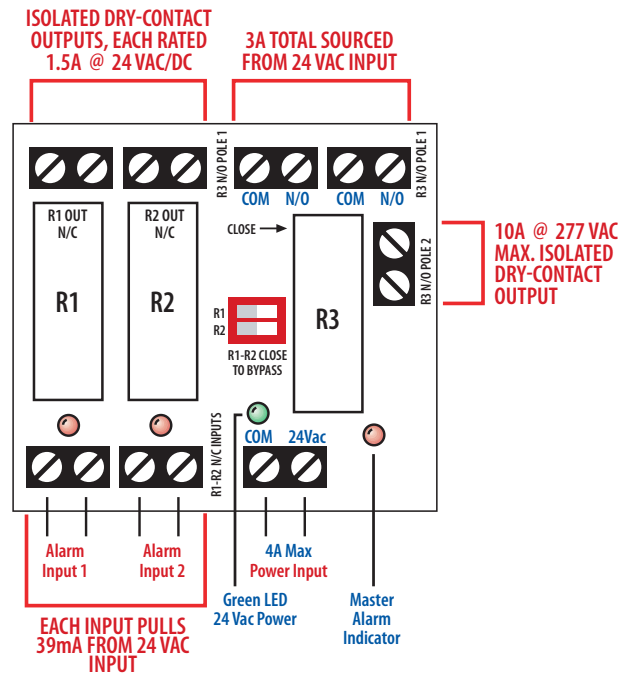 ISOLATED DRY-CONTACT
OUTPUTS, EACH RATED
1.5A @ 24 VAC/DC
3A TOTAL SOURCED
FROM 24 VAC INPUT
R3 N/O POLE 1
R3 N/O POLE 1
COM N/O
COM N/O
R1 OUT
N/C
R2 OUT
N/C
CLOSE
R1
R2
R3
R3 N/O POLE 2
10A @ 277 VAC
MAX. ISOLATED
DRY-CONTACT
OUTPUT
R1
R2
R1-R2 CLOSE
TO BYPASS
R1-R2 N/C INPUTS
COM 24Vac
Alarm
Input 1
Alarm
Input 2
4A Max
Power Input
Green LED
24 Vac Power
Master
Alarm
Indicator
EACH INPUT PULLS
39mA FROM 24 VAC
INPUT